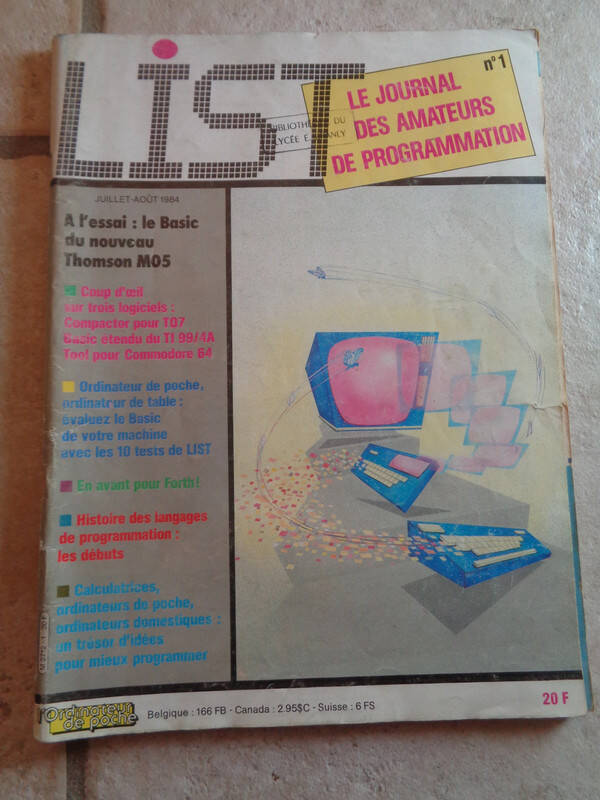 LIST
n° 1
LE JOURNAL
DES AMATEURS
DE PROGRAMMATION
BIBLIOTHE DU
LYCÉE E.
JUILLET-AOÛT 1984
A l'essai : le Basic
du nouveau
Thomson MO5
Coup d'œil
sur trois logiciels :
Compactor pour TO7
Basic étendu du TI 99/4A
Tool pour Commodore 64
Ordinateur de poche,
ordinateur de table :
évaluez le Basic
de votre machine
avec les 10 tests de LIST
En avant pour Forth!
Histoire des langages
de programmation :
les débuts
Calculatrices,
ordinateurs de poche,
ordinateurs domestiques :
un trésor d'idées
pour mieux programmer
l'Ordinateur
de poche
Belgique : 166 FB - Canada : 2.95$C - Suisse : 6 FS
20 F